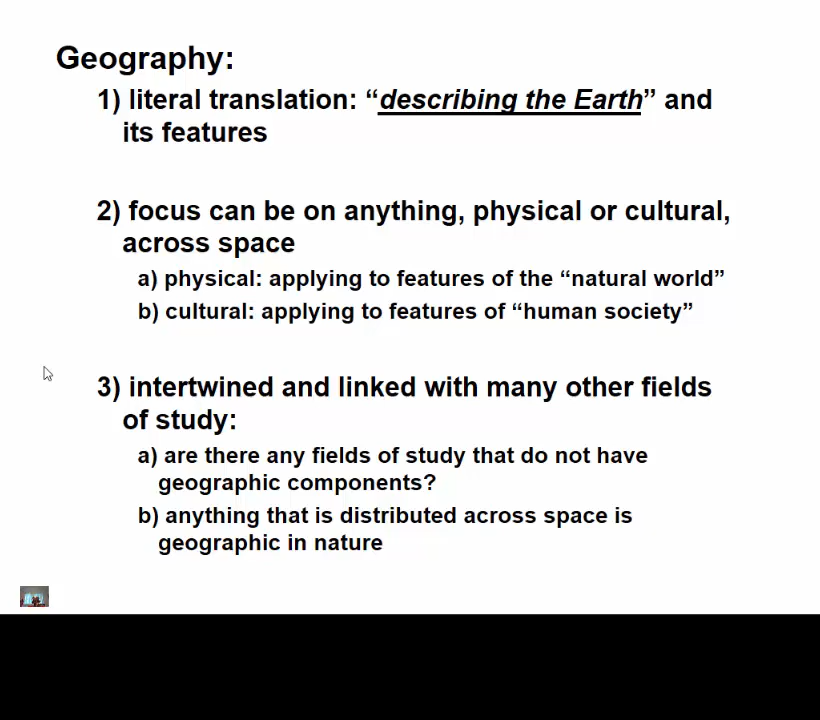 Geography:
1) literal translation: “describing the Earth” and
its features
2) focus can be on anything, physical or cultural,
across space
a) physical: applying to features of the “natural world”
b) cultural: applying to features of “human society”
3) intertwined and linked with many other fields
of study:
a) are there any fields of study that do not have
geographic components?
b) anything that is distributed across space is
geographic in nature